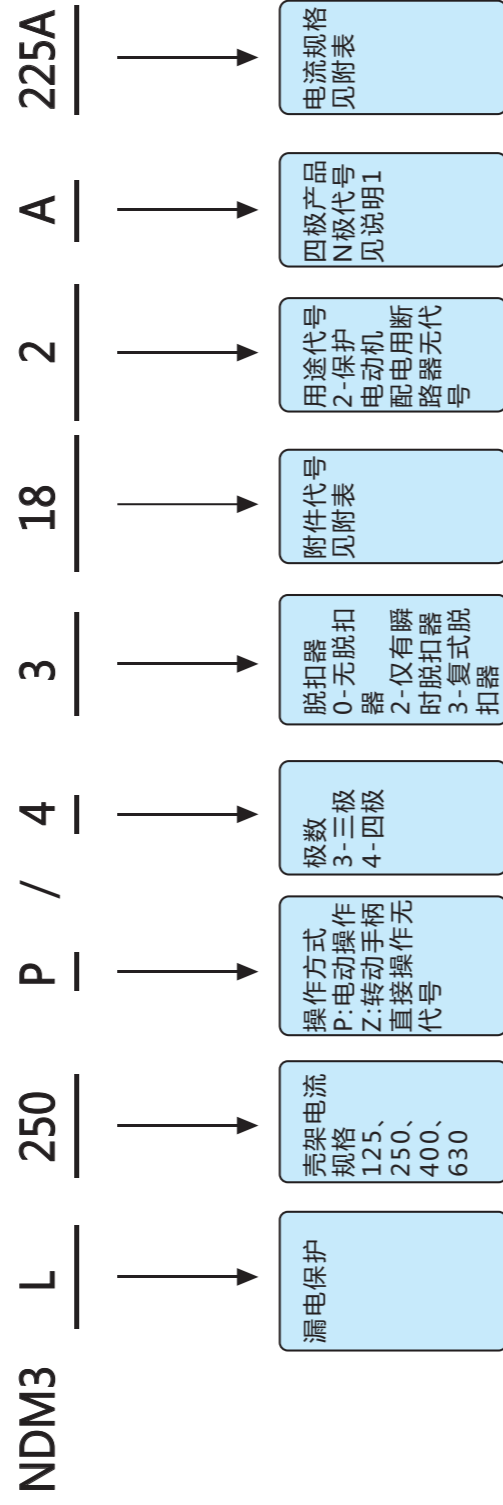 NDM3 L 250 P / 4 3 18 2 A 225A
漏电保护
壳架电流
规格
125、
250、
400、
630
操作方式
P:电动操作
Z:转动手柄
直接操作无
代号
极数
3-三极
4-四极
脱扣器
0-无脱扣
器
2-仅有瞬
时脱扣器
3-复式脱
扣器
附件代号
见附表
用途代号
2-保护
电动机
配电用断
路器无代
号
四极产品
N极代号
见说明1
电流规格
见附表